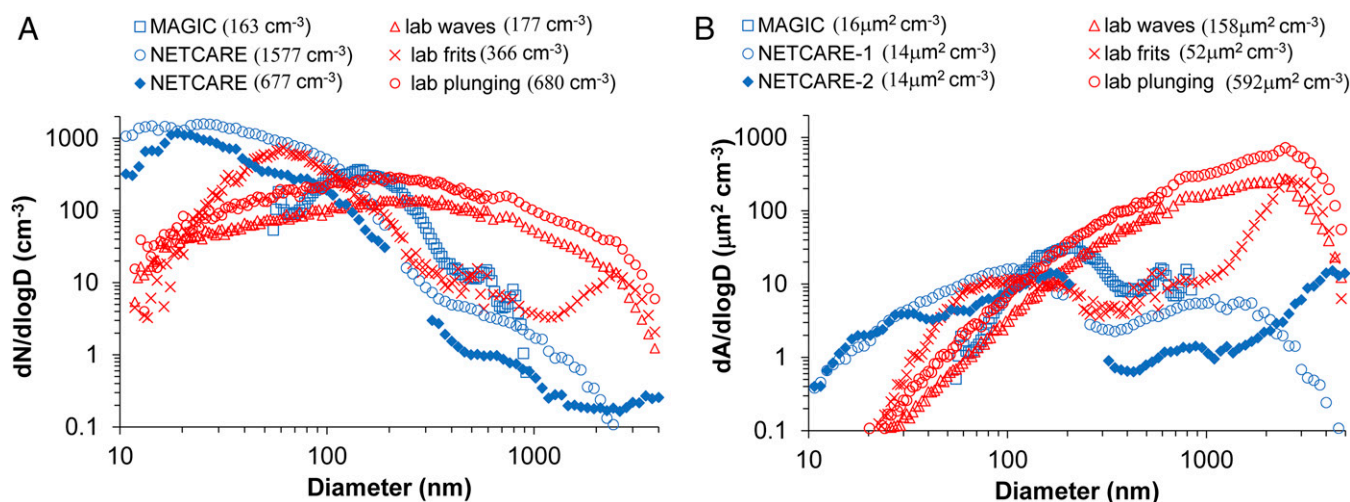 A
MAGIC (163 cm-3)
lab waves (177 cm-3)
NETCARE (1577 cm-3)
lab frits (366 cm-3)
NETCARE (677 cm-3)
lab plunging (680 cm-3)
dN/dlogD (cm-3)
1000
100
10
1
0.1
10
100
1000
Diameter (nm)
B
MAGIC (16μm2 cm-3)
lab waves (158μm2 cm-3)
NETCARE-1 (14μm2 cm-3)
lab frits (52μm2 cm-3)
NETCARE-2 (14μm2 cm-3)
lab plunging (592μm2 cm-3)
dA/dlogD (μm2 cm-3)
1000
100
10
1
0.1
10
100
1000
Diameter (nm)